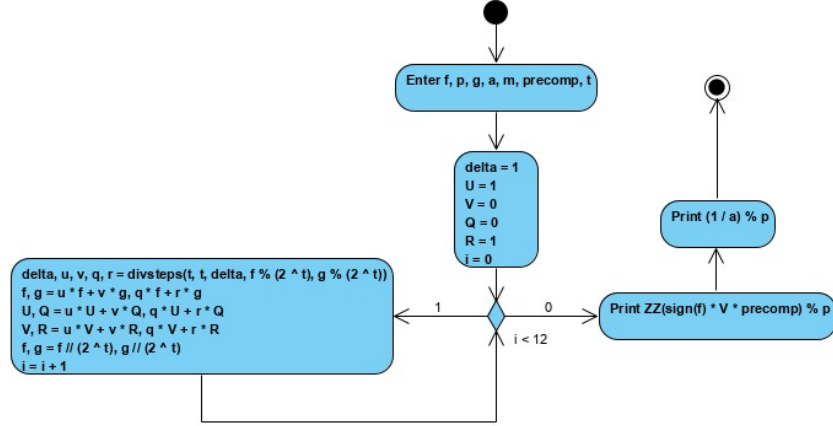 Enter f, p, g, a, m, precomp, t
delta = 1
U = 1
V = 0
Q = 0
R = 1
i = 0
delta, u, v, q, r = divsteps(t, t, delta, f % (2 ^ t), g % (2 ^ t))
f, g = u * f + v * g, q * f + r * g
U, Q = u * U + v * Q, q * U + r * Q
V, R = u * V + v * R, q * V + r * R
f, g = f // (2 ^ t), g // (2 ^ t)
i = i + 1
1
0
i < 12
Print ZZ(sign(f) * V * precomp) % p
Print (1 / a) % p